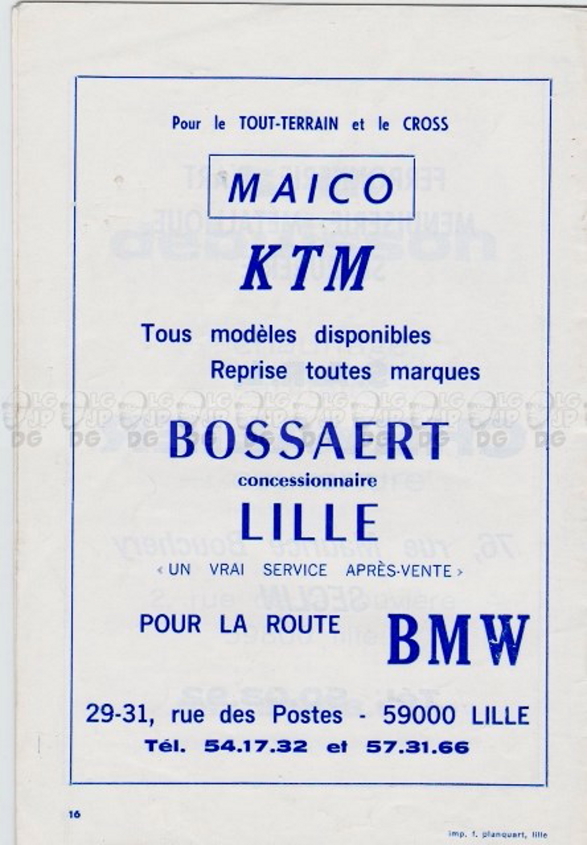 Pour le TOUT-TERRAIN et le CROSS
MAICO
KTM
Tous modèles disponibles
Reprise toutes marques
BOSSAERT
concessionnaire
LILLE
‹ UN VRAI SERVICE APRÈS-VENTE ›
POUR LA ROUTE BMW
29-31, rue des Postes - 59000 LILLE
Tél. 54.17.32 et 57.31.66
16
imp. f. planquart, lille